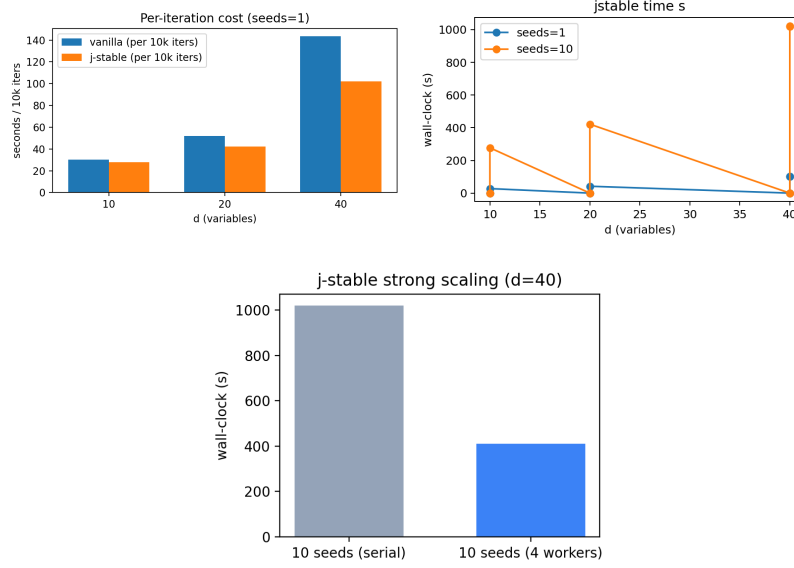 Per-iteration cost (seeds=1)
seconds / 10k iters
140
120
100
80
60
40
20
0
vanilla (per 10k iters)
j-stable (per 10k iters)
10 20 40
d (variables)
jstable time s
wall-clock (s)
1000
800
600
400
200
0
seeds=1
seeds=10
10 15 20 25 30 35 40
d (variables)
j-stable strong scaling (d=40)
wall-clock (s)
1000
800
600
400
200
0
10 seeds (serial) 10 seeds (4 workers)